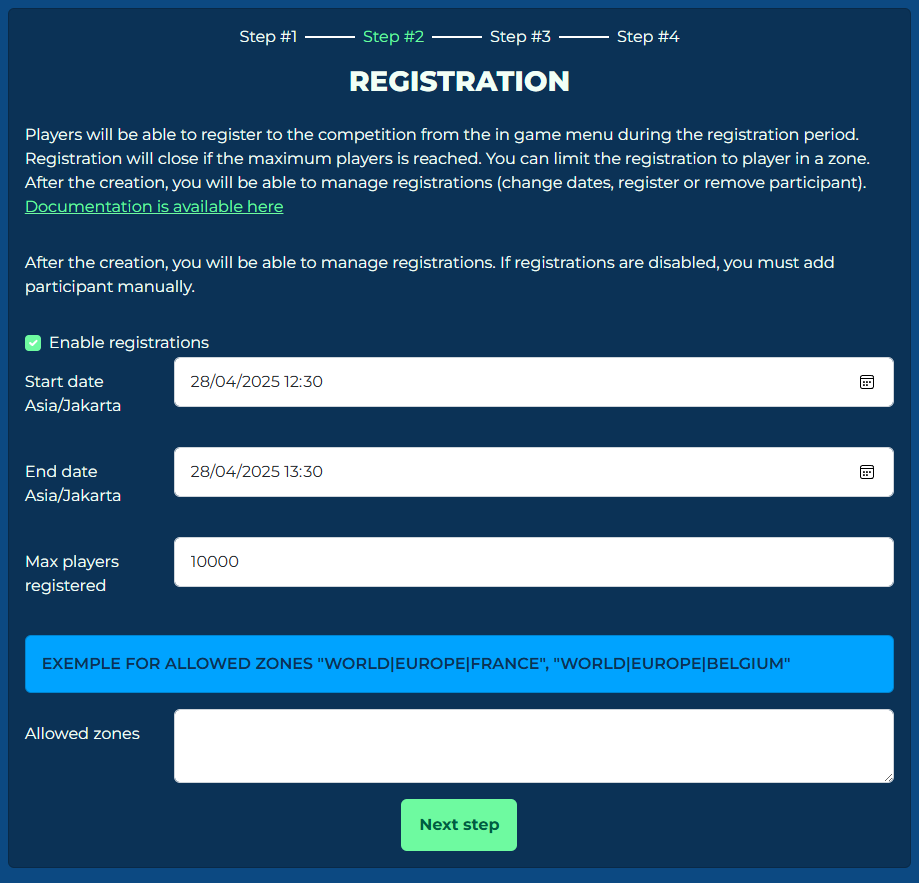 Step #1 Step #2 Step #3 Step #4
REGISTRATION
Players will be able to register to the competition from the in game menu during the registration period.
Registration will close if the maximum players is reached. You can limit the registration to player in a zone.
After the creation, you will be able to manage registrations (change dates, register or remove participant).
Documentation is available here
After the creation, you will be able to manage registrations. If registrations are disabled, you must add
participant manually.
Enable registrations
Start date
Asia/Jakarta
28/04/2025 12:30
End date
Asia/Jakarta
28/04/2025 13:30
Max players
registered
10000
EXEMPLE FOR ALLOWED ZONES "WORLD|EUROPE|FRANCE", "WORLD|EUROPE|BELGIUM"
Allowed zones
Next step